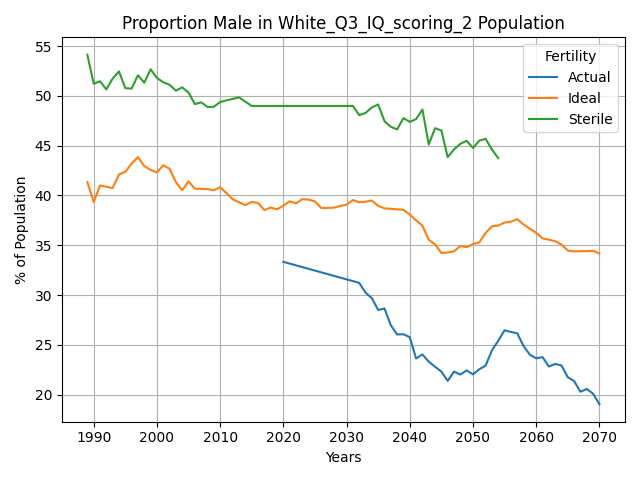 Proportion Male in White_Q3_IQ_scoring_2 Population
Fertility
Actual
Ideal
Sterile
% of Population
55
50
45
40
35
30
25
20
1990 2000 2010 2020 2030 2040 2050 2060 2070
Years